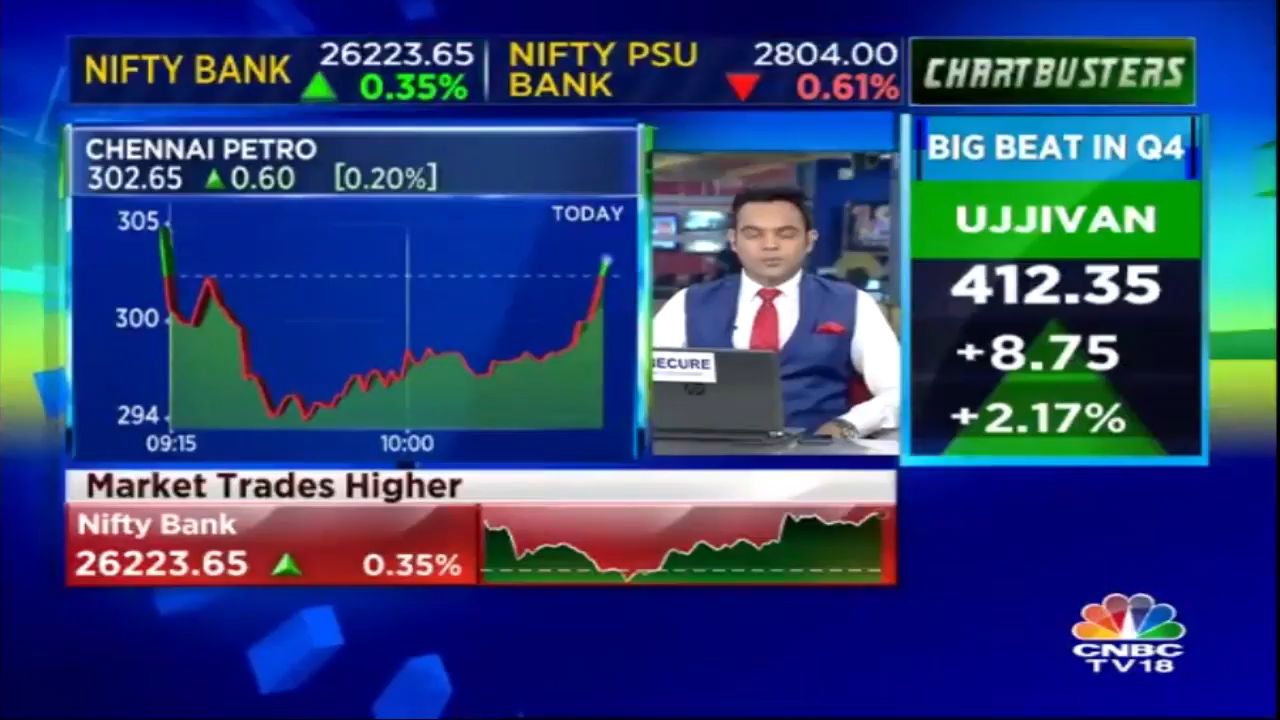 NIFTY BANK
26223.65
▲ 0.35%
NIFTY PSU
BANK
2804.00
▼ 0.61%
CHARTBUSTERS
CHENNAI PETRO
302.65 ▲ 0.60 [0.20%]
TODAY
305
300
294
09:15 10:00
SECURE
hp
BIG BEAT IN Q4
UJJIVAN
412.35
+8.75
+2.17%
Market Trades Higher
Nifty Bank
26223.65 ▲ 0.35%
CNBC
TV18